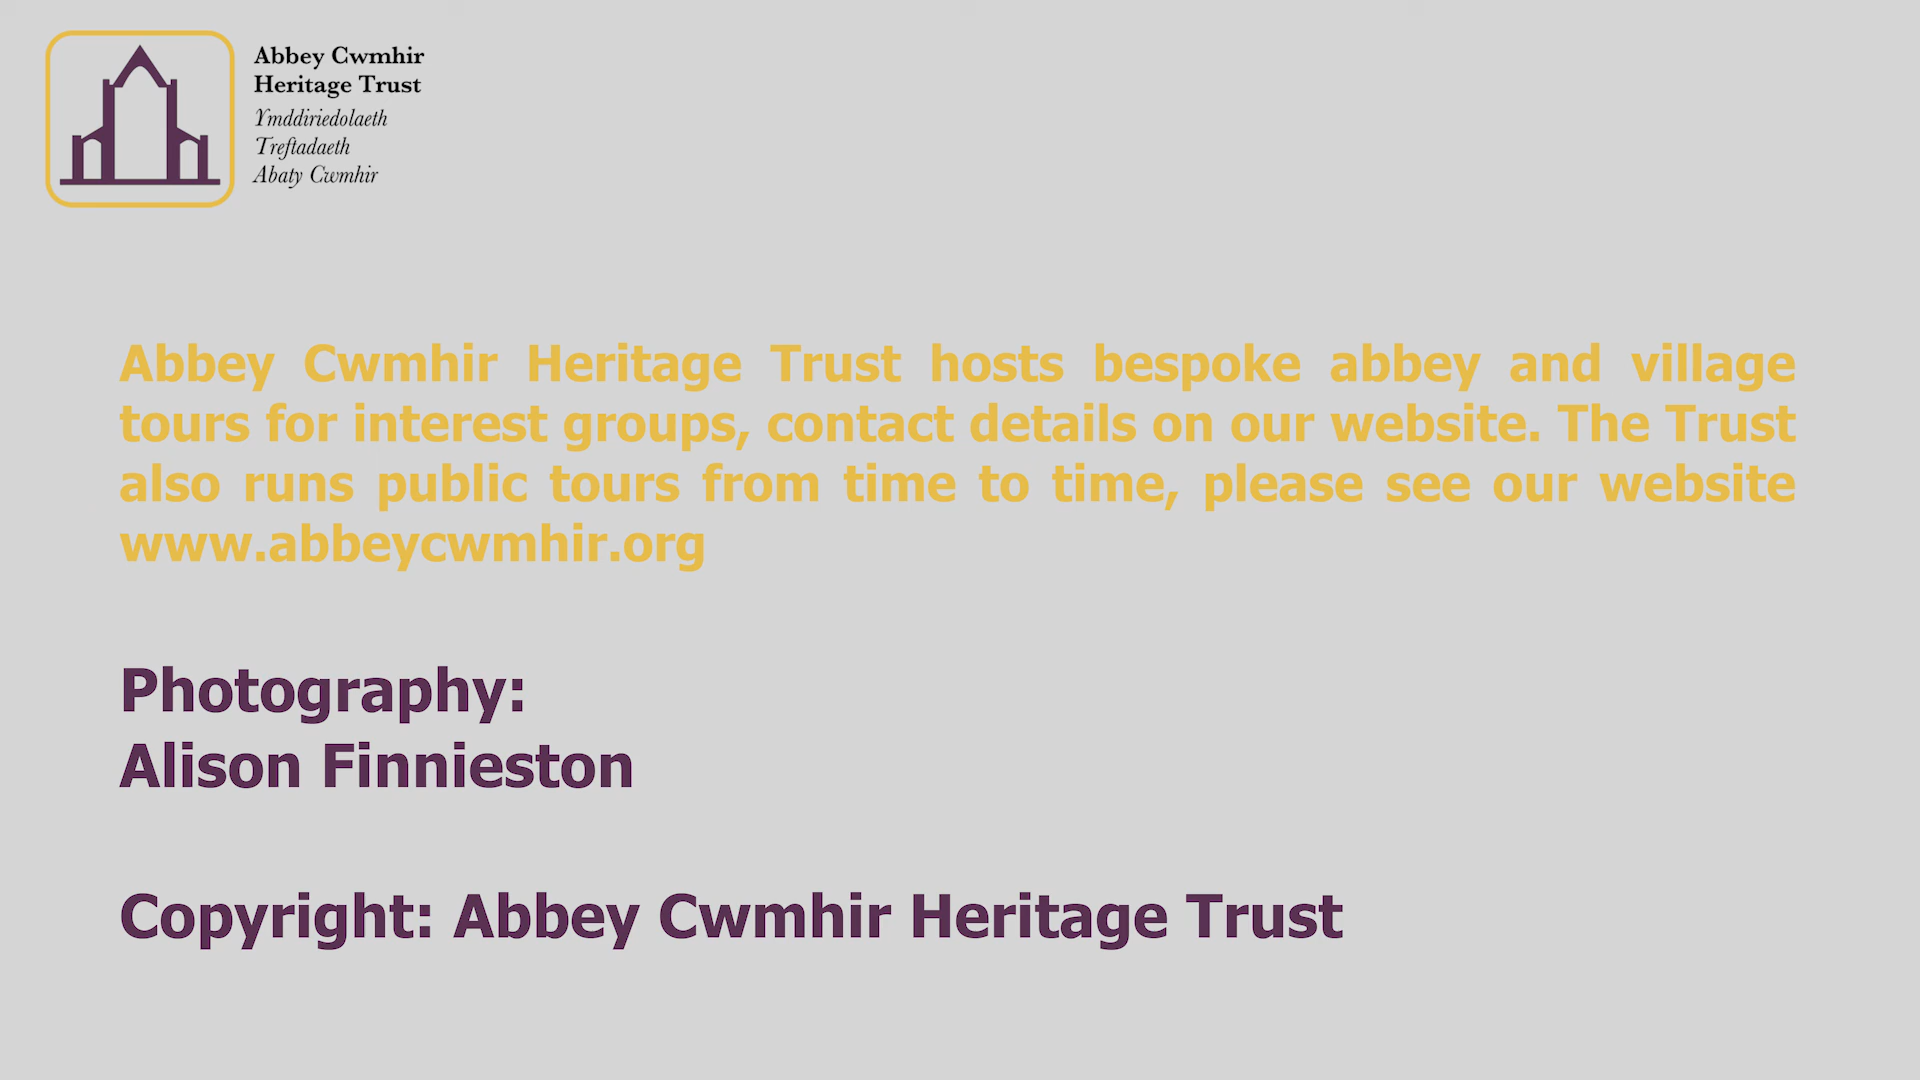 Abbey Cwmhir
Heritage Trust
Ymddiriedolaeth
Treftadaeth
Abaty Cwmhir
Abbey Cwmhir Heritage Trust hosts bespoke abbey and village
tours for interest groups, contact details on our website. The Trust
also runs public tours from time to time, please see our website
www.abbeycwmhir.org
Photography:
Alison Finnieston
Copyright: Abbey Cwmhir Heritage Trust